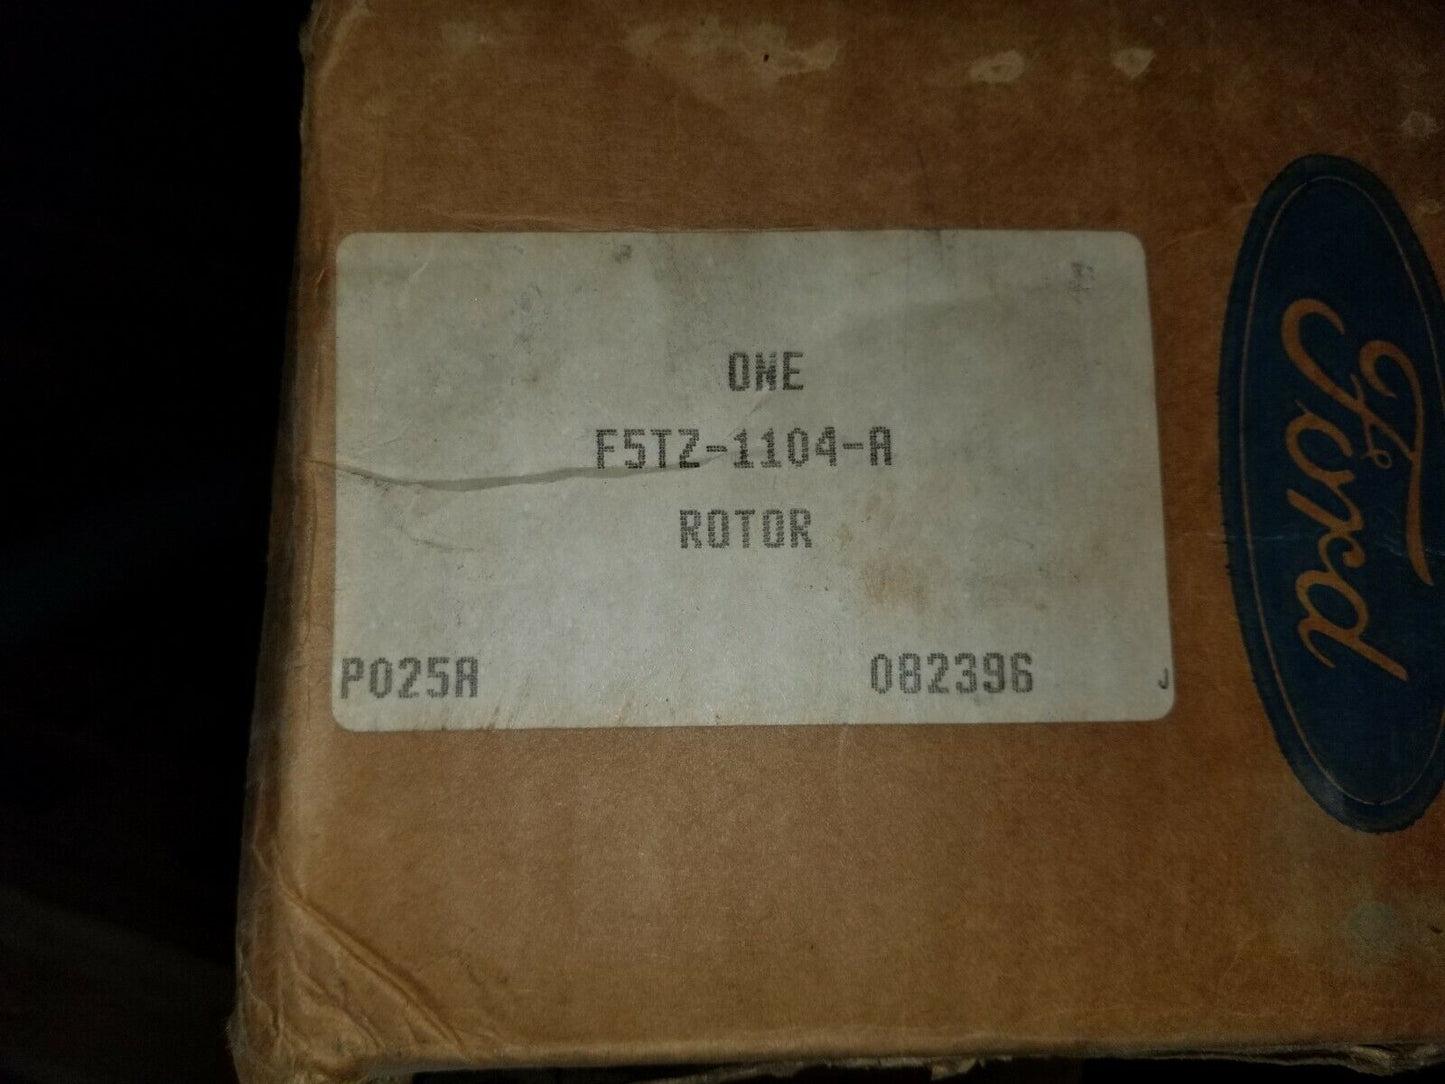 ONE
F5TZ-1104-A
ROTOR
P025A 082396 J
Ford